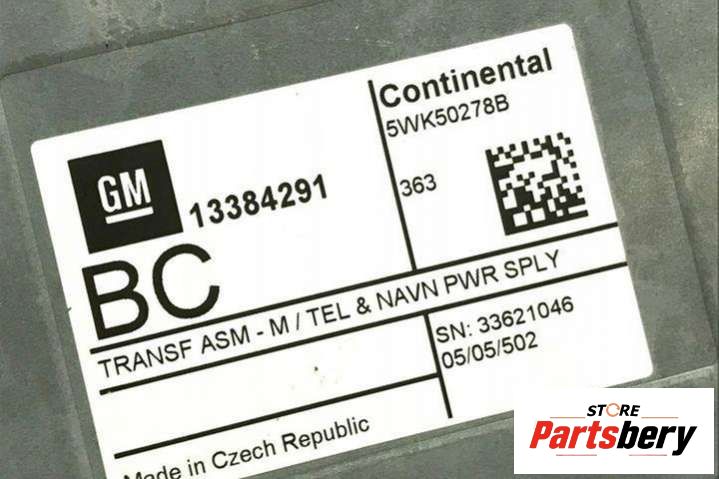 GM
13384291
BC
Continental
5WK50278B
363
TRANSF ASM - M / TEL & NAVN PWR SPLY
SN: 33621046
05/05/502
Made in Czech Republic
STORE
Partsbery